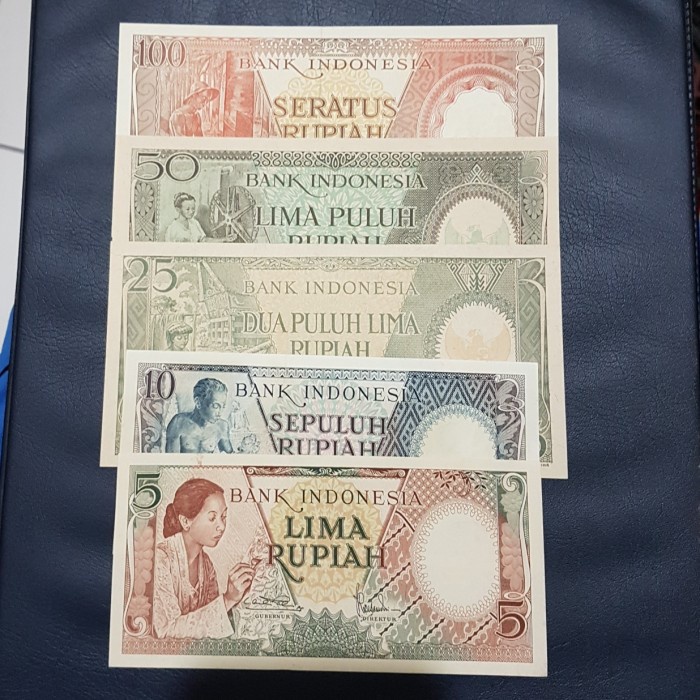 100
BANK INDONESIA
SERATUS
RUPIAH
50
BANK INDONESIA
LIMA PULUH
RUPIAH
25
BANK INDONESIA
DUA PULUH LIMA
RUPIAH
10
BANK INDONESIA
SEPULUH
RUPIAH
5
BANK INDONESIA
LIMA
RUPIAH
GUBERNUR
DIREKTUR
5